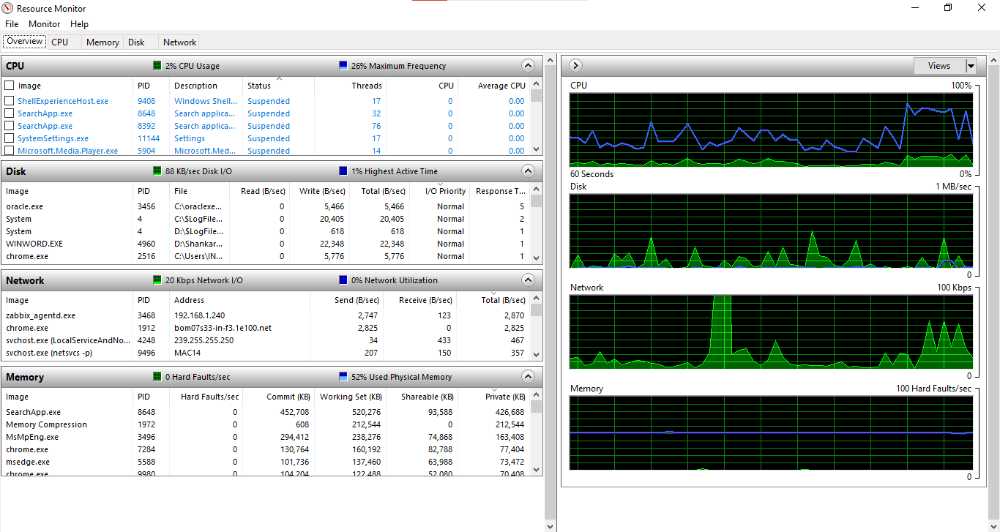 Resource Monitor
File Monitor Help
Overview CPU Memory Disk Network
CPU 2% CPU Usage 26% Maximum Frequency
Image PID Description Status Threads CPU Average CPU
ShellExperienceHost.exe 9408 Windows Shell... Suspended 17 0 0.00
SearchApp.exe 8648 Search applica... Suspended 32 0 0.00
SearchApp.exe 8392 Search applica... Suspended 76 0 0.00
SystemSettings.exe 11144 Settings Suspended 17 0 0.00
Microsoft.Media.Player.exe 5904 Microsoft.Med... Suspended 14 0 0.00
Disk 88 KB/sec Disk I/O 1% Highest Active Time
Image PID File Read (B/sec) Write (B/sec) Total (B/sec) I/O Priority Response T...
oracle.exe 3456 C:\oraclexe... 0 5,466 5,466 Normal 5
System 4 C:\$LogFile... 0 20,405 20,405 Normal 2
System 4 D:\$LogFile... 0 618 618 Normal 1
WINWORD.EXE 4960 D:\Shankar... 0 22,348 22,348 Normal 1
chrome.exe 2516 C:\Users\IN... 0 5,776 5,776 Normal 1
Network 20 Kbps Network I/O 0% Network Utilization
Image PID Address Send (B/sec) Receive (B/sec) Total (B/sec)
zabbix_agentd.exe 3468 192.168.1.240 2,747 123 2,870
chrome.exe 1912 bom07s33-in-f3.1e100.net 2,825 0 2,825
svchost.exe (LocalServiceAndNo... 4248 239.255.255.250 34 433 467
svchost.exe (netsvcs -p) 9496 MAC14 207 150 357
Memory 0 Hard Faults/sec 52% Used Physical Memory
Image PID Hard Faults/sec Commit (KB) Working Set (KB) Shareable (KB) Private (KB)
SearchApp.exe 8648 0 452,708 520,276 93,588 426,688
Memory Compression 1972 0 608 212,544 0 212,544
MsMpEng.exe 3496 0 294,412 238,276 74,868 163,408
chrome.exe 7284 0 130,764 160,192 82,788 77,404
msedge.exe 5588 0 101,736 137,460 63,988 73,472
chrome.exe 9980 0 104,204 122,488 52,080 70,408
Views
CPU 100%
60 Seconds 0%
Disk 1 MB/sec
0
Network 100 Kbps
0
Memory 100 Hard Faults/sec
0